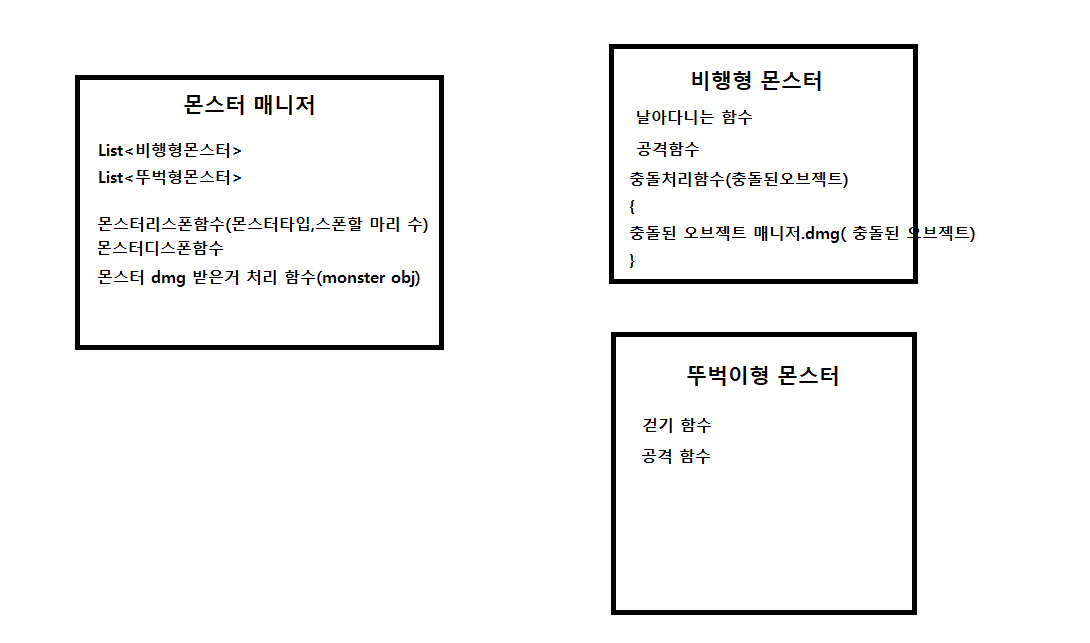 몬스터 매니저
List<비행형몬스터>
List<뚜벅형몬스터>
몬스터리스폰함수(몬스터타입,스폰할 마리 수)
몬스터디스폰함수
몬스터 dmg 받은거 처리 함수(monster obj)
비행형 몬스터
날아다니는 함수
공격함수
충돌처리함수(충돌된오브젝트)
{
충돌된 오브젝트 매니저.dmg( 충돌된 오브젝트)
}
뚜벅이형 몬스터
걷기 함수
공격 함수